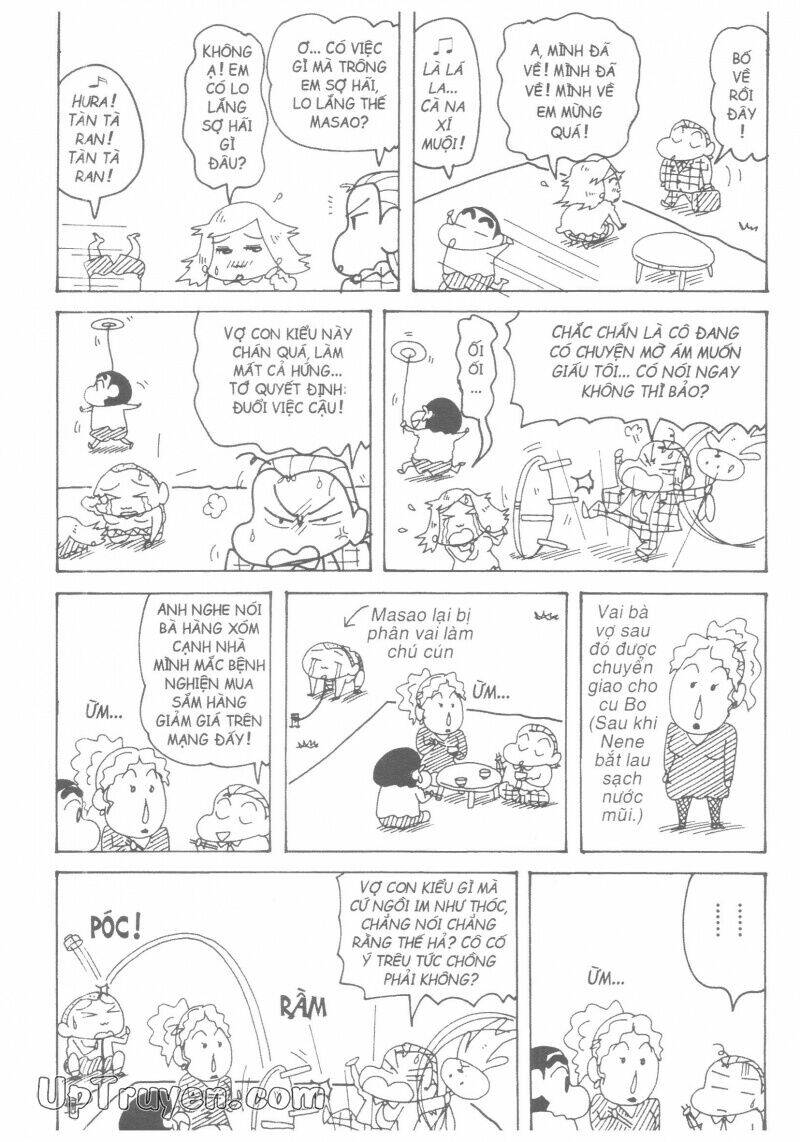 BỐ
VỀ
RỒI
ĐÂY
!
A, MÌNH ĐÃ
VỀ! MÌNH ĐÃ
VỀ! MÌNH VỀ
EM MỪNG
QUÁ!
♫
LÀ LÁ
LA...
CÀ NA
XÍ
MUỘI!
Ơ... CÓ VIỆC
GÌ MÀ TRÔNG
EM SỢ HÃI,
LO LẮNG THẾ
MASAO?
KHÔNG
Ạ! EM
CÓ LO
LẮNG
SỢ HÃI
GÌ
ĐÂU?
♪
HURA!
TÀN TÀ
RAN!
TÀN TÀ
RAN!
CHẮC CHẮN LÀ CÔ ĐANG
CÓ CHUYỆN MỜ ÁM MUỐN
GIẤU TÔI... CÓ NÓI NGAY
KHÔNG THÌ BẢO?
ỐI
ỐI
...
VỢ CON KIỂU NÀY
CHÁN QUÁ, LÀM
MẤT CẢ HỨNG...
TỚ QUYẾT ĐỊNH:
ĐUỔI VIỆC CẬU!
Vai bà
vợ sau
đó được
chuyển
giao cho
cu Bo
(Sau khi
Nene
bắt lau
sạch
nước
mũi.)
Masao lại bị
phân vai làm
chú cún
ỪM...
ANH NGHE NÓI
BÀ HÀNG XÓM
CẠNH NHÀ
MÌNH MẮC BỆNH
NGHIỆN MUA
SẮM HÀNG
GIẢM GIÁ TRÊN
MẠNG ĐẤY!
ỪM...
......
ỪM...
VỢ CON KIỂU GÌ MÀ
CỨ NGỒI IM NHƯ THÓC,
CHẲNG NÓI CHẲNG
RẰNG THẾ HẢ? CÔ CÓ
Ý TRÊU TỨC CHỒNG
PHẢI KHÔNG?
RẦM
PÓC!
UpTruyen.com